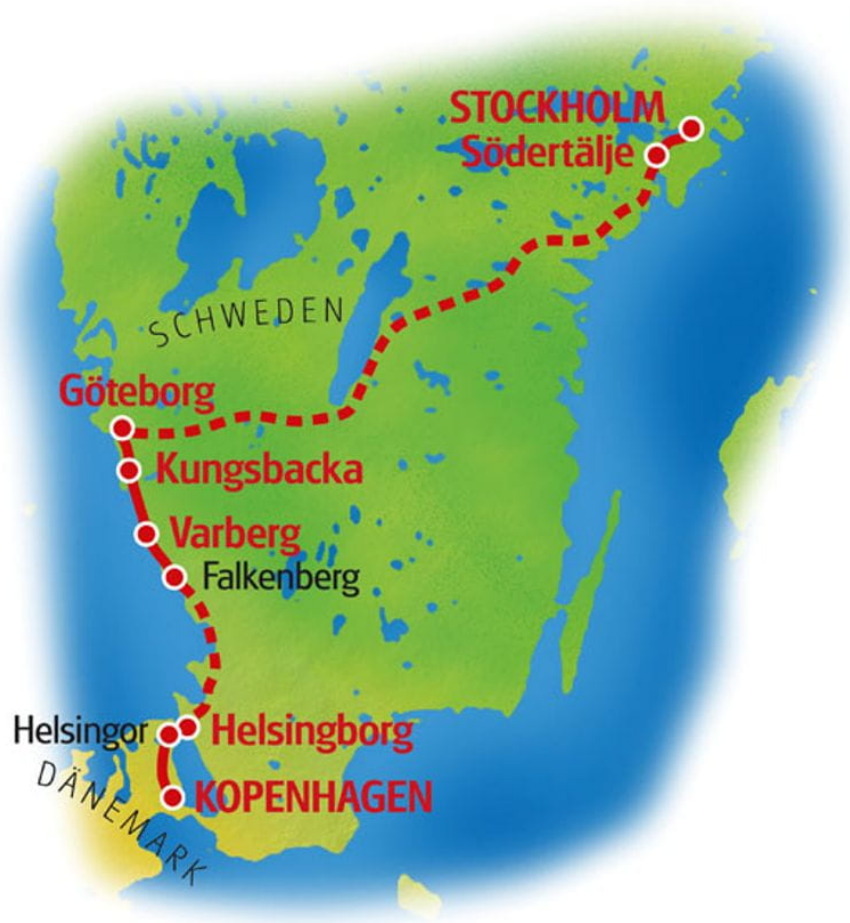 STOCKHOLM
Södertälje
SCHWEDEN
Göteborg
Kungsbacka
Varberg
Falkenberg
Helsingor
Helsingborg
DÄNEMARK
KOPENHAGEN